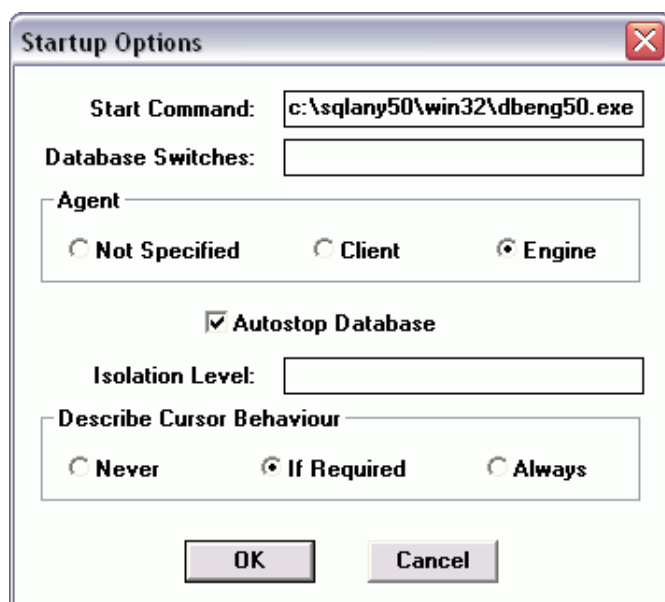 Startup Options
Start Command: c:\sqlany50\win32\dbeng50.exe
Database Switches:
Agent
Not Specified Client Engine
Autostop Database
Isolation Level:
Describe Cursor Behaviour
Never If Required Always
OK Cancel